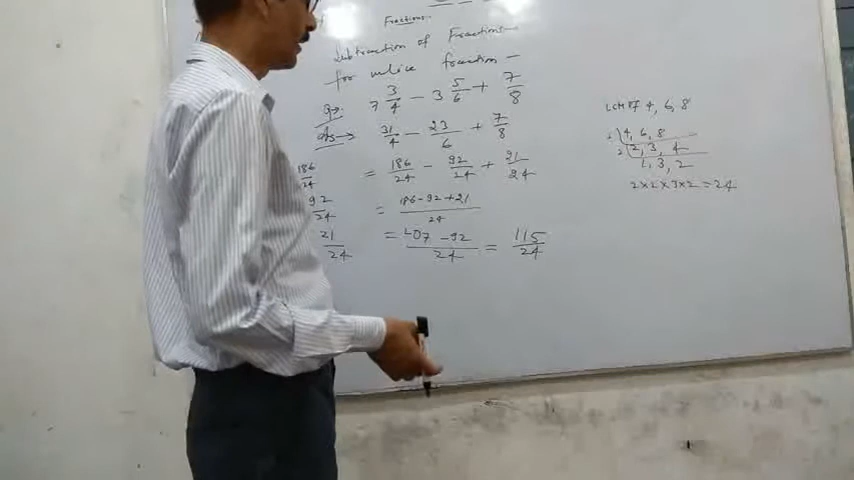 Fractions.
Subtraction of Fractions -
for unlike fraction -
Q→ 7 3/4 - 3 5/6 + 7/8
Ans→ 31/4 - 23/6 + 7/8
= 186/24 - 92/24 + 21/24
= 186-92+21/24
= 207-92/24 = 115/24
186/24
92/24
21/24
LCM of 4, 6, 8
2 4, 6, 8
2 2, 3, 4
1, 3, 2
2×2×3×2 = 24